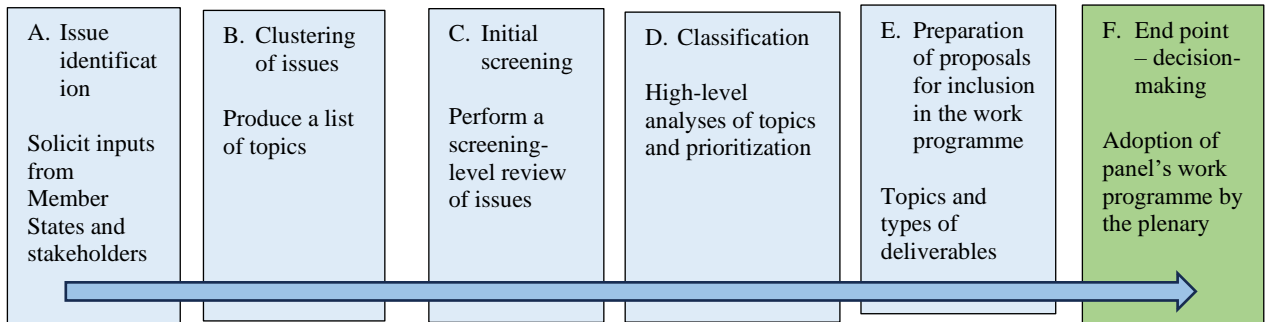 A. Issue
identificat
ion
Solicit inputs
from
Member
States and
stakeholders
B. Clustering
of issues
Produce a list
of topics
C. Initial
screening
Perform a
screening-
level review
of issues
D. Classification
High-level
analyses of topics
and prioritization
E. Preparation
of proposals
for inclusion
in the work
programme
Topics and
types of
deliverables
F. End point
– decision-
making
Adoption of
panel’s work
programme by
the plenary